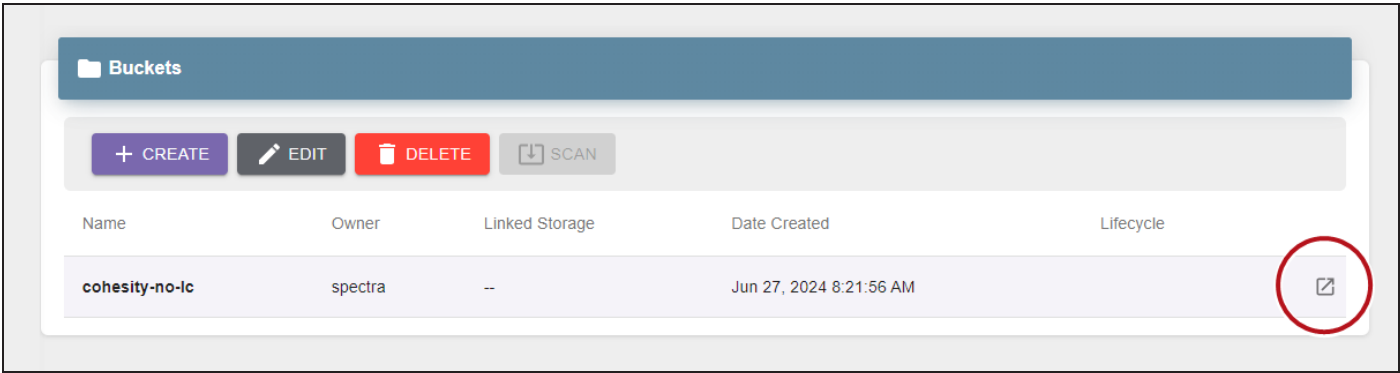 Buckets
CREATE EDIT DELETE SCAN
Name Owner Linked Storage Date Created Lifecycle
cohesity-no-lc spectra -- Jun 27, 2024 8:21:56 AM